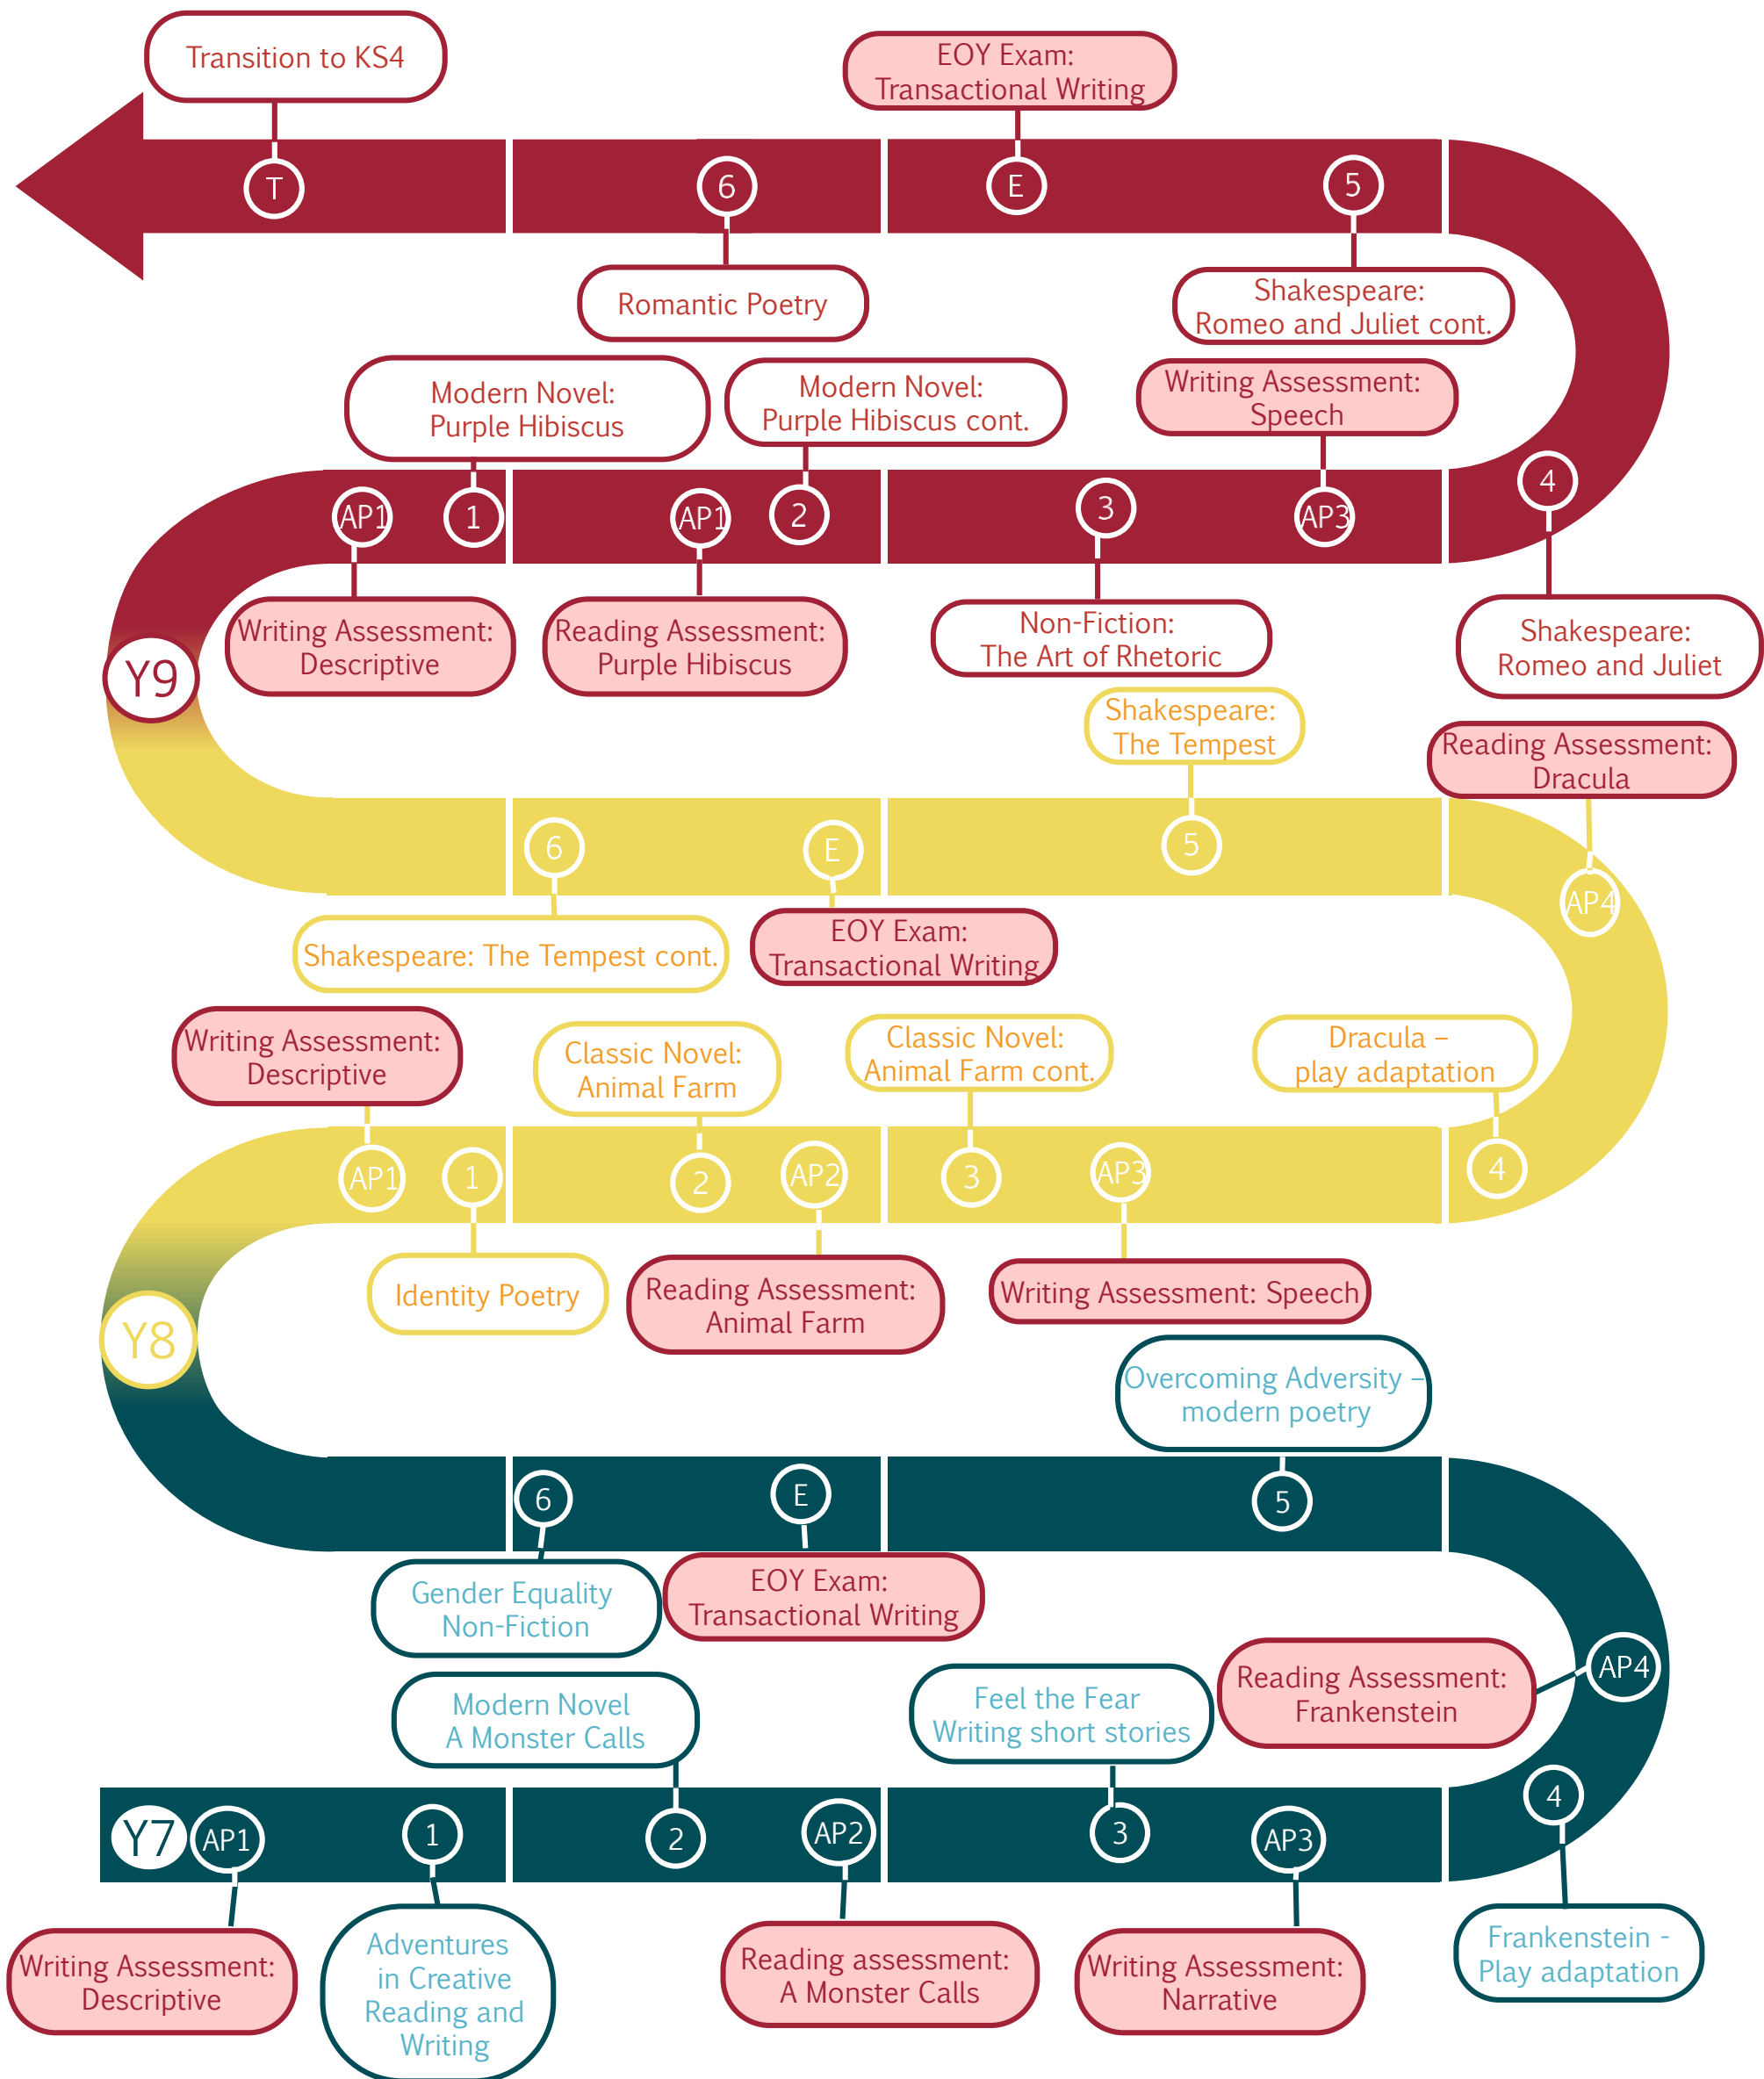 Transition to KS4
EOY Exam:
Transactional Writing
T
6
E
5
Romantic Poetry
Shakespeare:
Romeo and Juliet cont.
Modern Novel:
Purple Hibiscus
Modern Novel:
Purple Hibiscus cont.
Writing Assessment:
Speech
AP1
1
AP1
2
3
AP3
4
Writing Assessment:
Descriptive
Reading Assessment:
Purple Hibiscus
Non-Fiction:
The Art of Rhetoric
Shakespeare:
Romeo and Juliet
Y9
Shakespeare:
The Tempest
Reading Assessment:
Dracula
6
E
5
AP4
Shakespeare: The Tempest cont.
EOY Exam:
Transactional Writing
Writing Assessment:
Descriptive
Classic Novel:
Animal Farm
Classic Novel:
Animal Farm cont.
Dracula –
play adaptation
AP1
1
2
AP2
3
AP3
4
Identity Poetry
Reading Assessment:
Animal Farm
Writing Assessment: Speech
Y8
Overcoming Adversity –
modern poetry
6
E
5
Gender Equality
Non-Fiction
EOY Exam:
Transactional Writing
AP4
Reading Assessment:
Frankenstein
Modern Novel
A Monster Calls
Feel the Fear
Writing short stories
Y7
AP1
1
2
AP2
3
AP3
4
Writing Assessment:
Descriptive
Adventures
in Creative
Reading and
Writing
Reading assessment:
A Monster Calls
Writing Assessment:
Narrative
Frankenstein -
Play adaptation